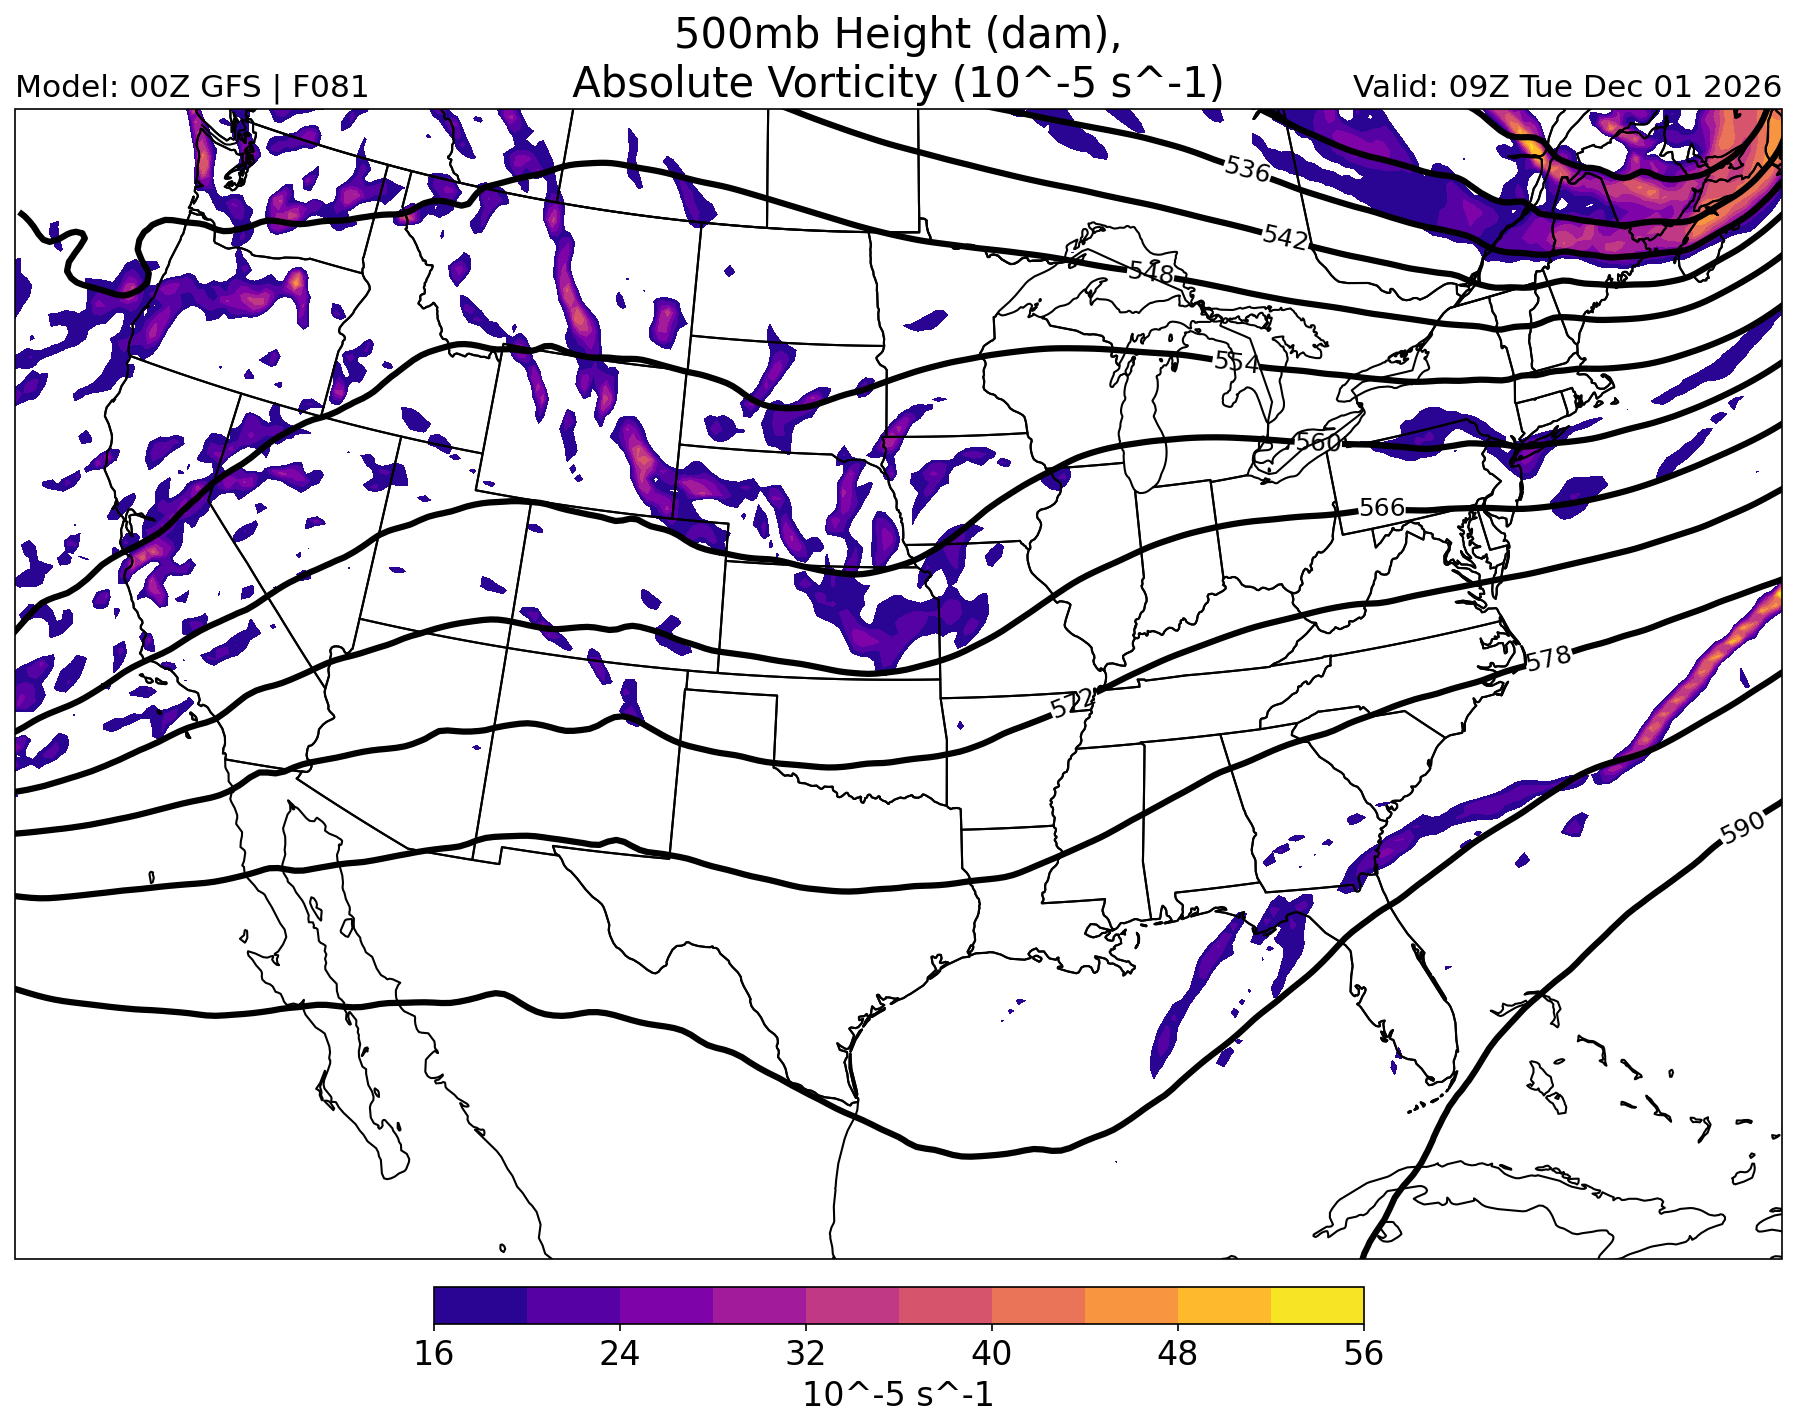 500mb Height (dam),
Model: 00Z GFS | F081
Absolute Vorticity (10^-5 s^-1)
Valid: 09Z Tue Dec 01 2026
536
542
548
554
560
566
572
578
590
16 24 32 40 48 56
10^-5 s^-1